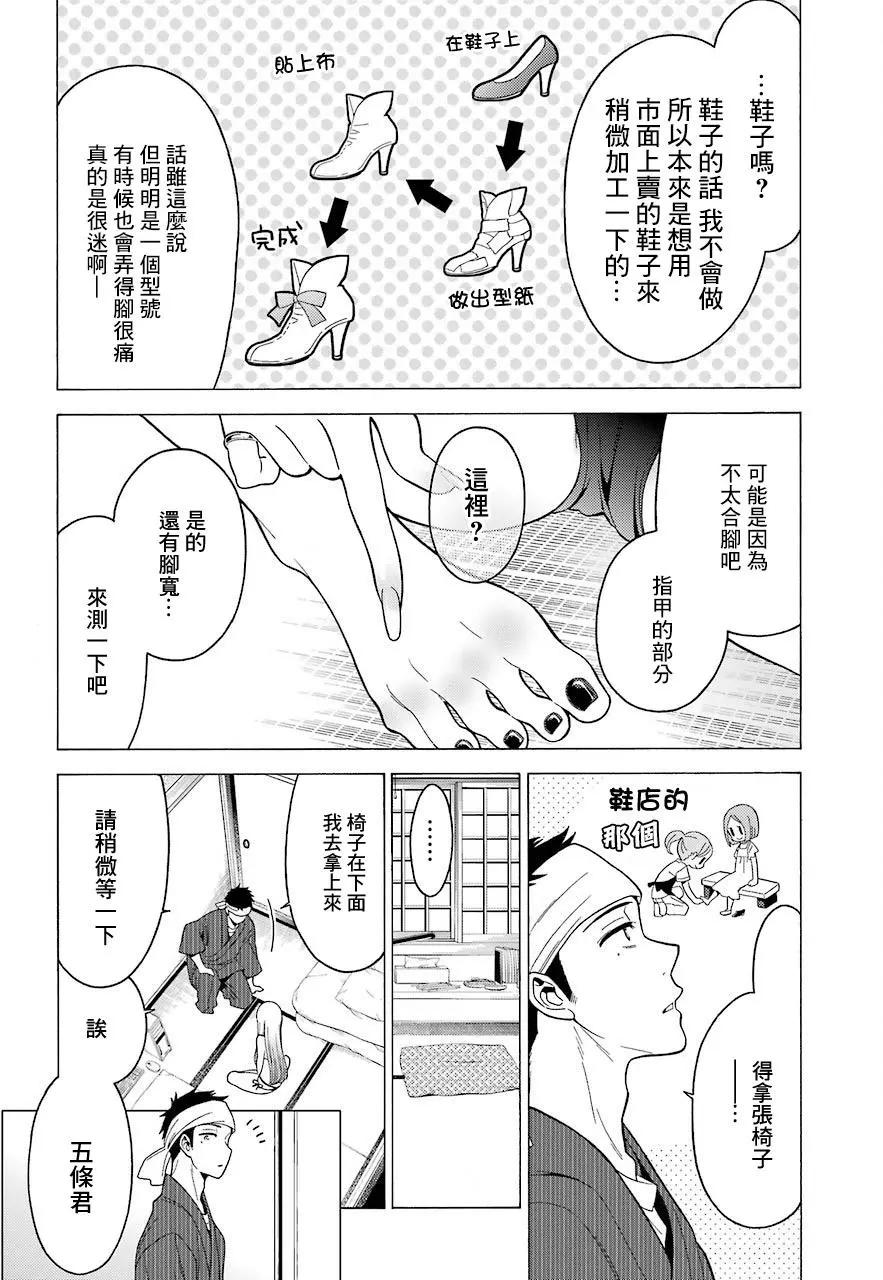 …鞋子嗎?
鞋子的話 我不會做
所以本來是想用
市面上賣的鞋子來
稍微加工一下的…
在鞋子上
做出型紙
貼上布
完成
話雖這麼說
但明明是一個型號
有時候也會弄得腳很痛
真的是很迷啊—
可能是因為
不太合腳吧
指甲的部分
這裡?
是的
還有腳寬…
來測一下吧
鞋店的
那個
得拿張椅子
——…
……
椅子在下面
我去拿上來
請稍微等一下
誒
五條君